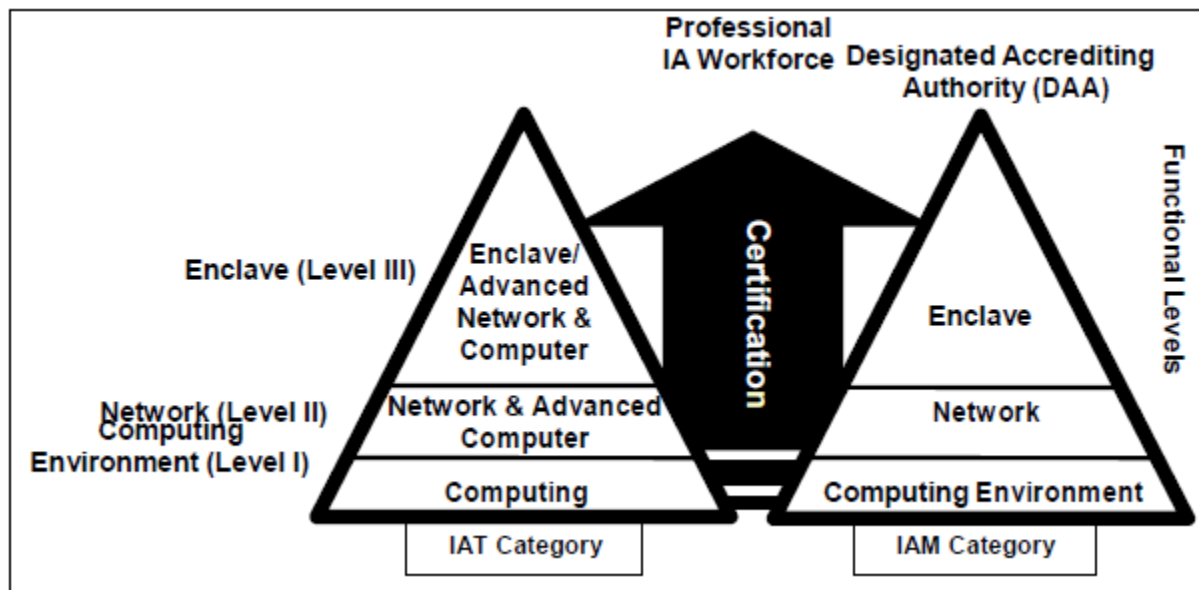 Professional
IA Workforce
Designated Accrediting
Authority (DAA)
Functional Levels
Certification
Enclave (Level III)
Enclave/
Advanced
Network &
Computer
Enclave
Network (Level II)
Network & Advanced
Computer
Network
Computing
Environment (Level I)
Computing
Computing Environment
IAT Category
IAM Category